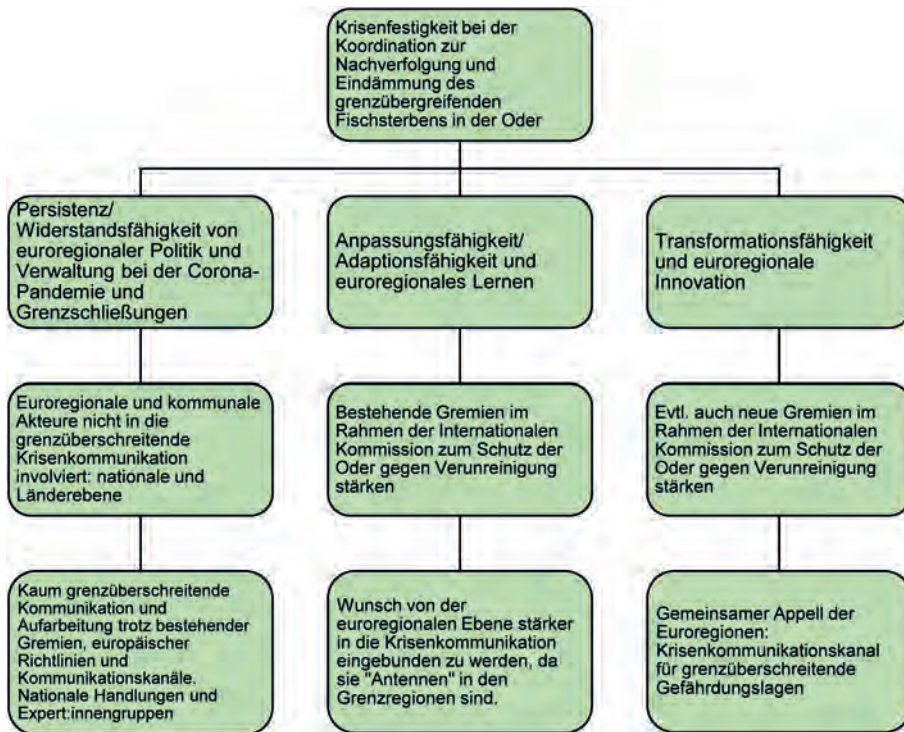 Krisenfestigkeit bei der
Koordination zur
Nachverfolgung und
Eindämmung des
grenzübergreifenden
Fischsterbens in der Oder
Persistenz/
Widerstandsfähigkeit von
euroregionaler Politik und
Verwaltung bei der Corona-
Pandemie und
Grenzschließungen
Anpassungsfähigkeit/
Adaptionsfähigkeit und
euroregionales Lernen
Transformationsfähigkeit
und euroregionale
Innovation
Euroregionale und kommunale
Akteure nicht in die
grenzüberschreitende
Krisenkommunikation
involviert: nationale und
Länderebene
Bestehende Gremien im
Rahmen der Internationalen
Kommission zum Schutz der
Oder gegen Verunreinigung
stärken
Evtl. auch neue Gremien im
Rahmen der Internationalen
Kommission zum Schutz der
Oder gegen Verunreinigung
stärken
Kaum grenzüberschreitende
Kommunikation und
Aufarbeitung trotz bestehender
Gremien, europäischer
Richtlinien und
Kommunikationskanäle.
Nationale Handlungen und
Expert:innengruppen
Wunsch von der
euroregionalen Ebene stärker
in die Krisenkommunikation
eingebunden zu werden, da
sie "Antennen" in den
Grenzregionen sind.
Gemeinsamer Appell der
Euroregionen:
Krisenkommunikationskanal
für grenzüberschreitende
Gefährdungslagen